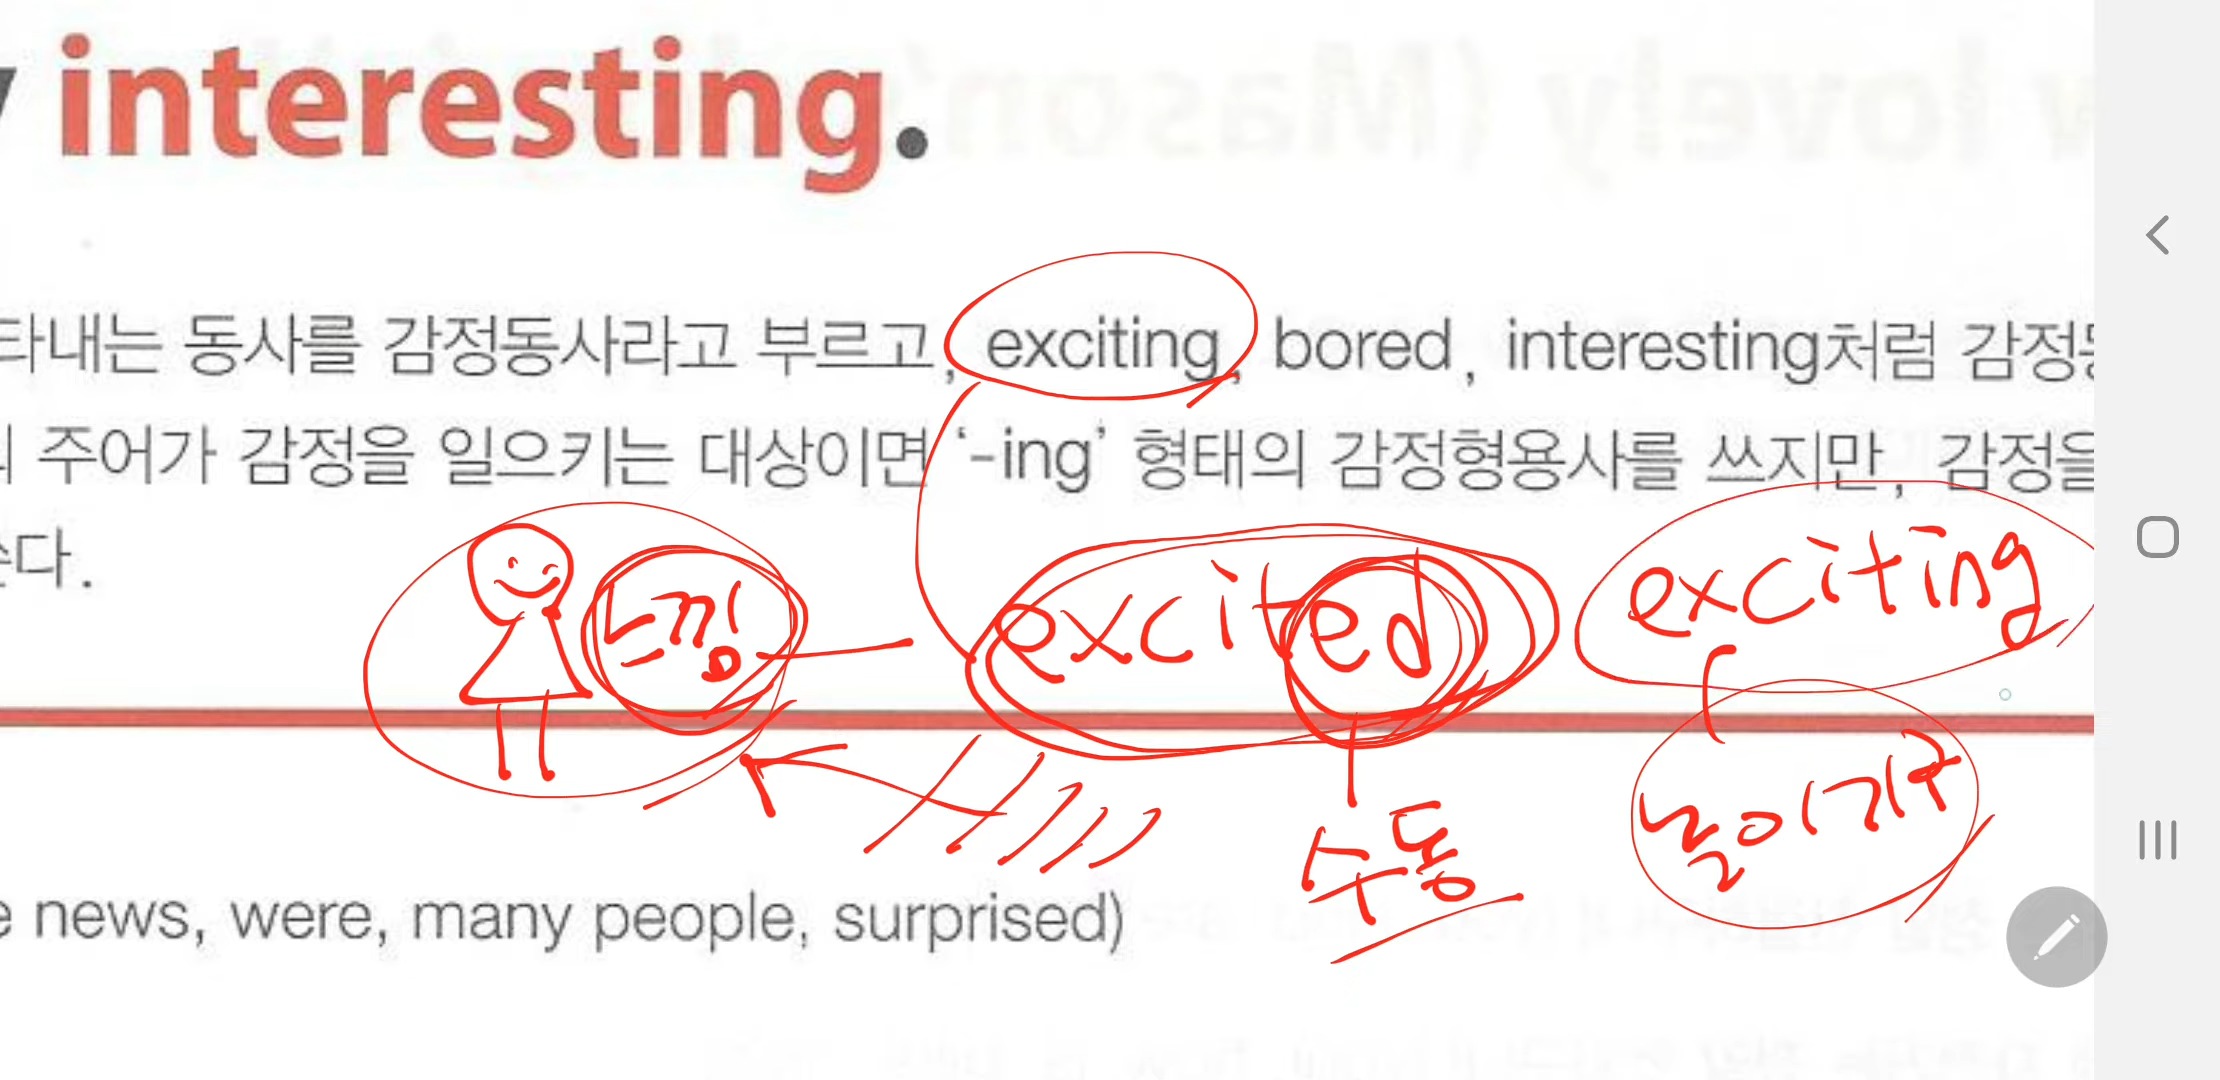 interesting.
타내는 동사를 감정동사라고 부르고, exciting, bored, interesting처럼 감정
주어가 감정을 일으키는 대상이면 ‘-ing’ 형태의 감정형용사를 쓰지만, 감정을
다.
느낌 excited exciting
수동 놀이기구
news, were, many people, surprised)